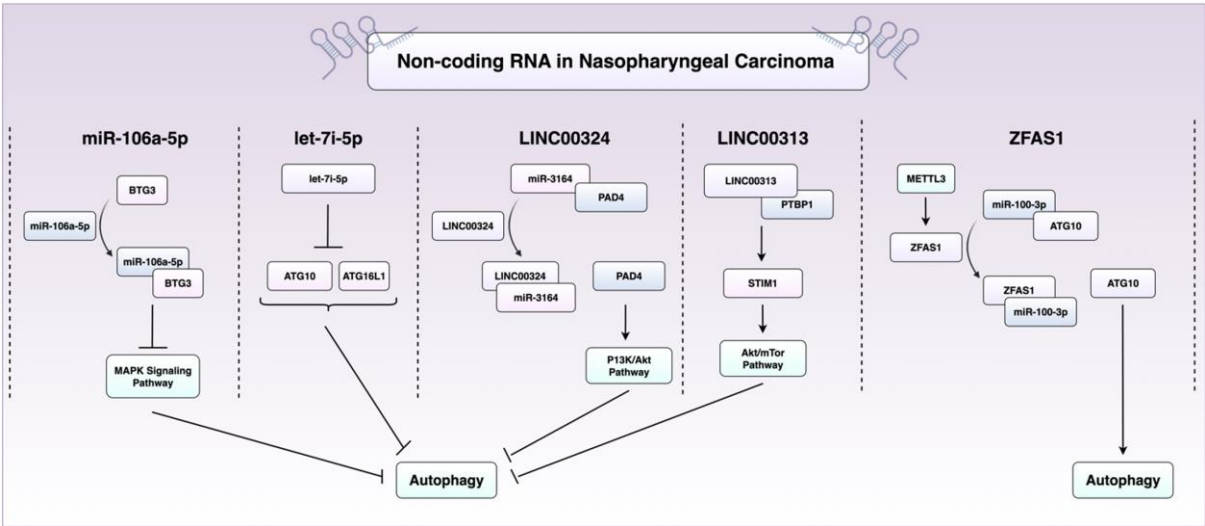 Non-coding RNA in Nasopharyngeal Carcinoma
miR-106a-5p
BTG3
miR-106a-5p
miR-106a-5p
BTG3
MAPK Signaling
Pathway
let-7i-5p
let-7i-5p
ATG10
ATG16L1
LINC00324
miR-3164
PAD4
LINC00324
LINC00324
miR-3164
PAD4
P13K/Akt
Pathway
LINC00313
LINC00313
PTBP1
STIM1
Akt/mTor
Pathway
Autophagy
ZFAS1
METTL3
ZFAS1
miR-100-3p
ATG10
ZFAS1
miR-100-3p
ATG10
Autophagy